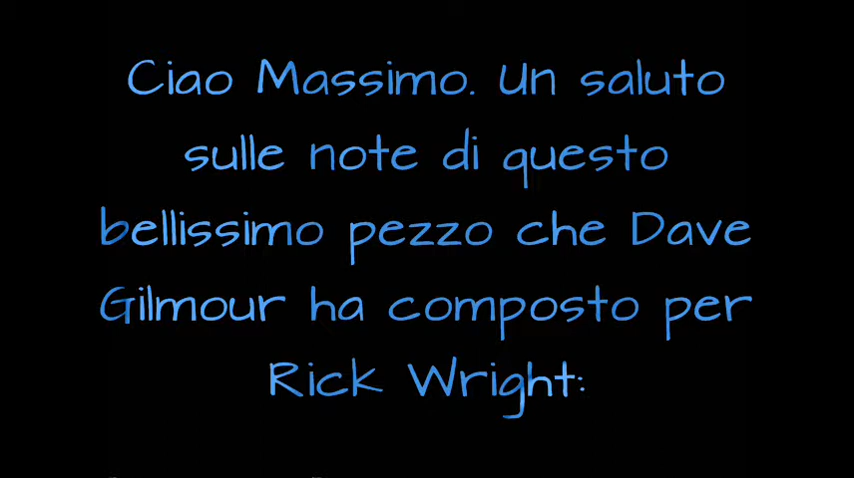 Ciao Massimo. Un saluto
sulle note di questo
bellissimo pezzo che Dave
Gilmour ha composto per
Rick Wright: